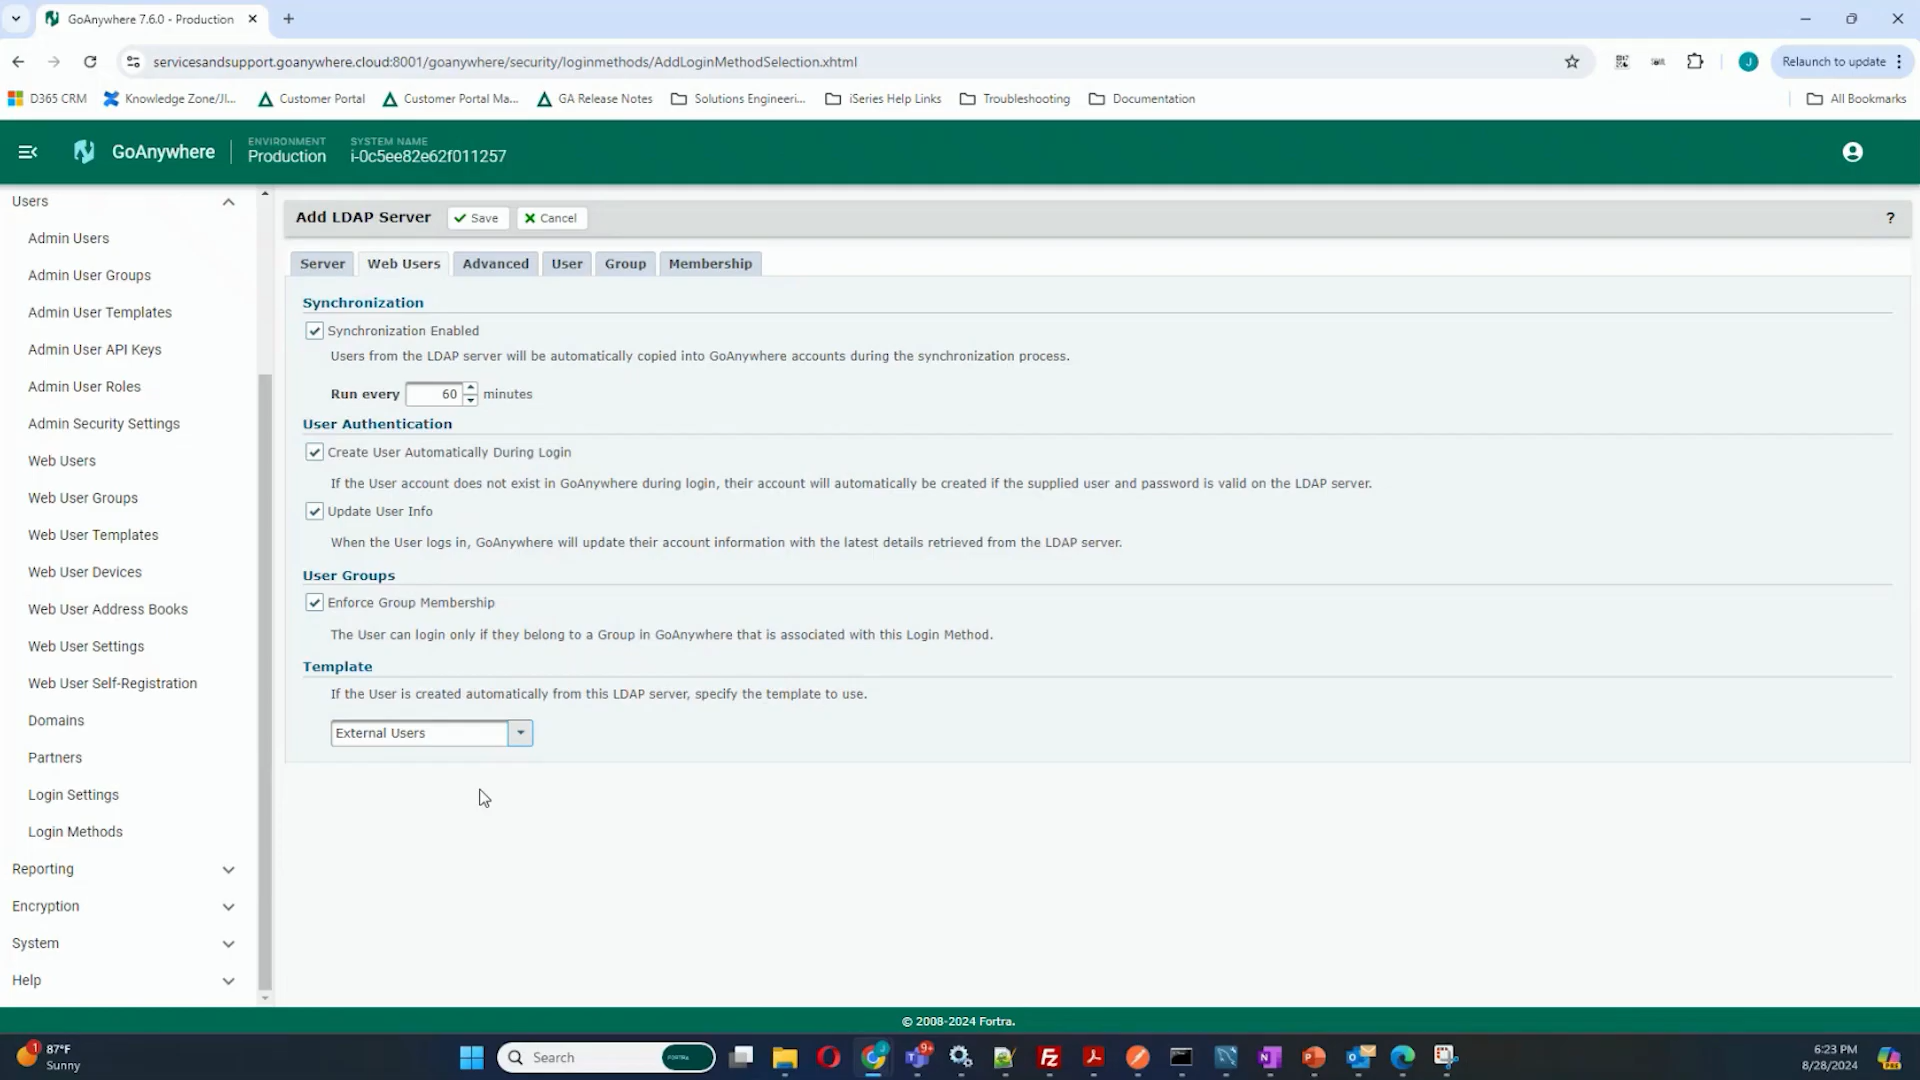 GoAnywhere 7.6.0 - Production
servicesandsupport.goanywhere.cloud:8001/goanywhere/security/loginmethods/AddLoginMethodSelection.xhtml
J
Relaunch to update
D365 CRM
Knowledge Zone/Jl...
Customer Portal
Customer Portal Ma...
GA Release Notes
Solutions Engineeri...
iSeries Help Links
Troubleshooting
Documentation
All Bookmarks
GoAnywhere
ENVIRONMENT
Production
SYSTEM NAME
i-0c5ee82e62f011257
Users
Admin Users
Admin User Groups
Admin User Templates
Admin User API Keys
Admin User Roles
Admin Security Settings
Web Users
Web User Groups
Web User Templates
Web User Devices
Web User Address Books
Web User Settings
Web User Self-Registration
Domains
Partners
Login Settings
Login Methods
Reporting
Encryption
System
Help
Add LDAP Server
Save
Cancel
?
Server
Web Users
Advanced
User
Group
Membership
Synchronization
Synchronization Enabled
Users from the LDAP server will be automatically copied into GoAnywhere accounts during the synchronization process.
Run every 60 minutes
User Authentication
Create User Automatically During Login
If the User account does not exist in GoAnywhere during login, their account will automatically be created if the supplied user and password is valid on the LDAP server.
Update User Info
When the User logs in, GoAnywhere will update their account information with the latest details retrieved from the LDAP server.
User Groups
Enforce Group Membership
The User can login only if they belong to a Group in GoAnywhere that is associated with this Login Method.
Template
If the User is created automatically from this LDAP server, specify the template to use.
External Users
© 2008-2024 Fortra.
1
87°F
Sunny
Search
FORTRA
9+
6:23 PM
8/28/2024